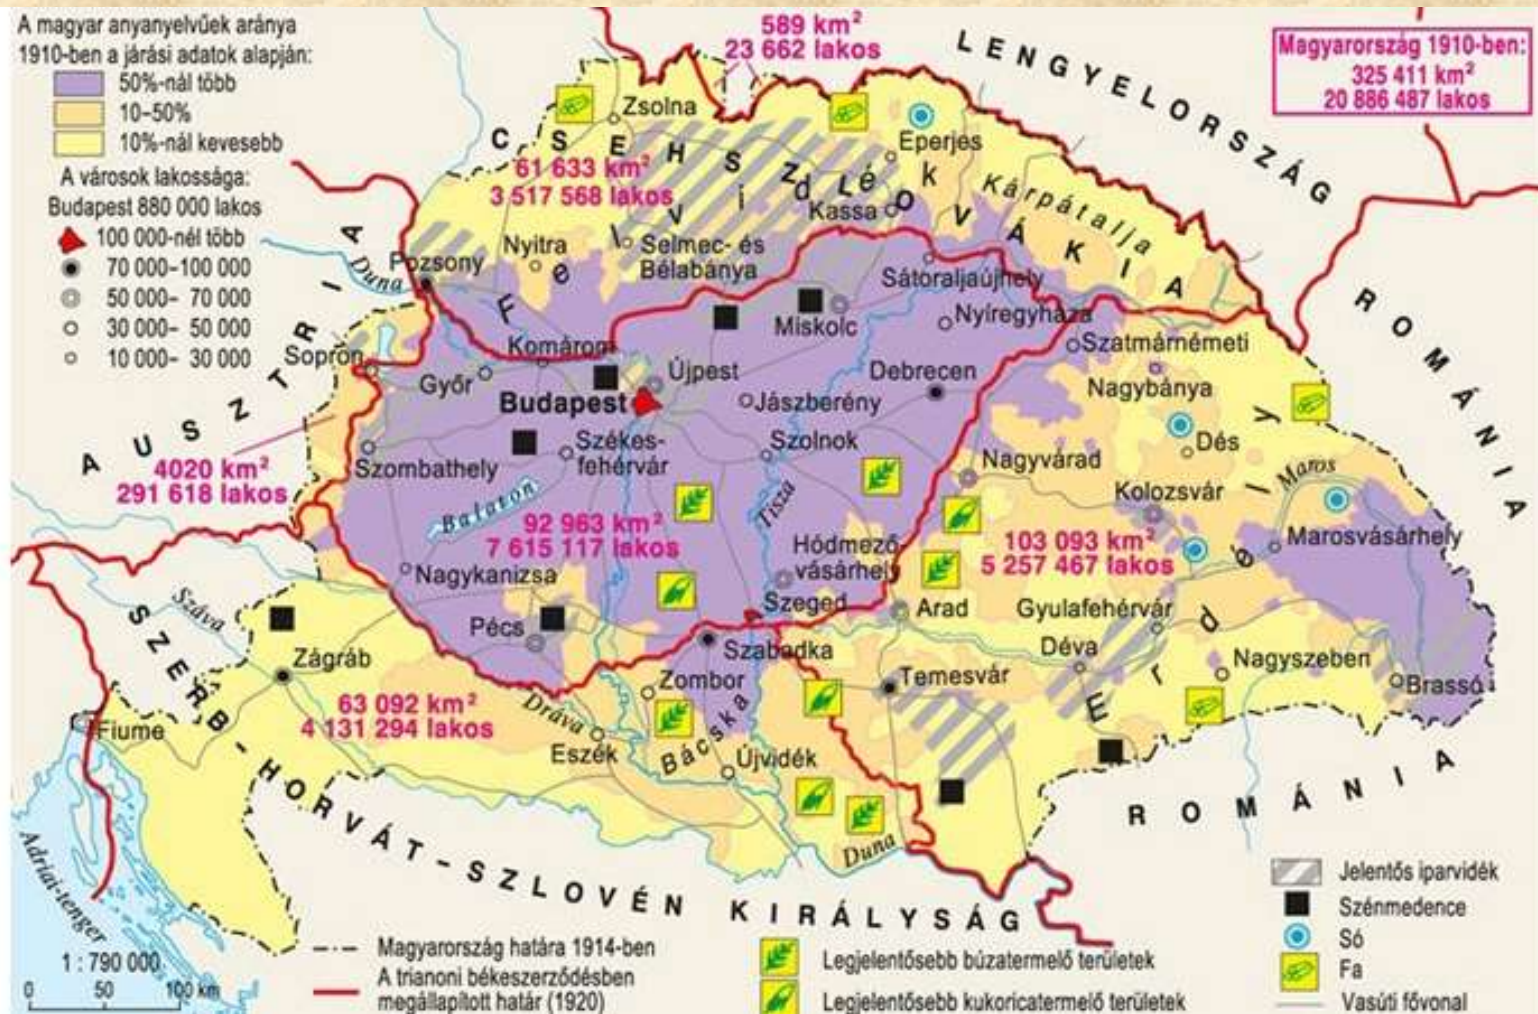 A magyar anyanyelvűek aránya
1910-ben a járási adatok alapján:
50%-nál több
10–50%
10%-nál kevesebb
A városok lakossága:
Budapest 880 000 lakos
100 000-nél több
70 000–100 000
50 000– 70 000
30 000– 50 000
10 000– 30 000
589 km²
23 662 lakos
LENGYELORSZÁG
Magyarország 1910-ben:
325 411 km²
20 886 487 lakos
CSEHSZLOVÁKIA
61 633 km²
3 517 568 lakos
Felvidék
Kárpátalja
Zsolna
Eperjes
Kassa
Nyitra
Selmec- és
Bélabánya
Pozsony
Duna
Sátoraljaújhely
Miskolc
Nyíregyháza
Szatmárnémeti
Nagybánya
AUSZTRIA
AUSZTRIA
ROMÁNIA
Sopron
Győr
Komárom
Újpest
Budapest
Debrecen
Jászberény
Szolnok
Székes-
fehérvár
Szombathely
4020 km²
291 618 lakos
Balaton
92 963 km²
7 615 117 lakos
Tisza
Nagyvárad
Dés
Kolozsvár
Maros
Marosvásárhely
103 093 km²
5 257 467 lakos
Erdély
Hódmező-
vásárhely
Nagykanizsa
Szeged
Arad
Gyulafehérvár
Pécs
Szabadka
Déva
Nagyszeben
Brassó
Száva
Zágráb
Zombor
Temesvár
63 092 km²
4 131 294 lakos
Dráva
Eszék
Bácska
Újvidék
Fiume
Duna
ROMÁNIA
SZERB-HORVÁT-SZLOVÉN KIRÁLYSÁG
Adriai-tenger
1 : 790 000
0 50 100 km
Magyarország határa 1914-ben
A trianoni békeszerződésben
megállapított határ (1920)
Legjelentősebb búzatermelő területek
Legjelentősebb kukoricatermelő területek
Jelentős iparvidék
Szénmedence
Só
Fa
Vasúti fővonal